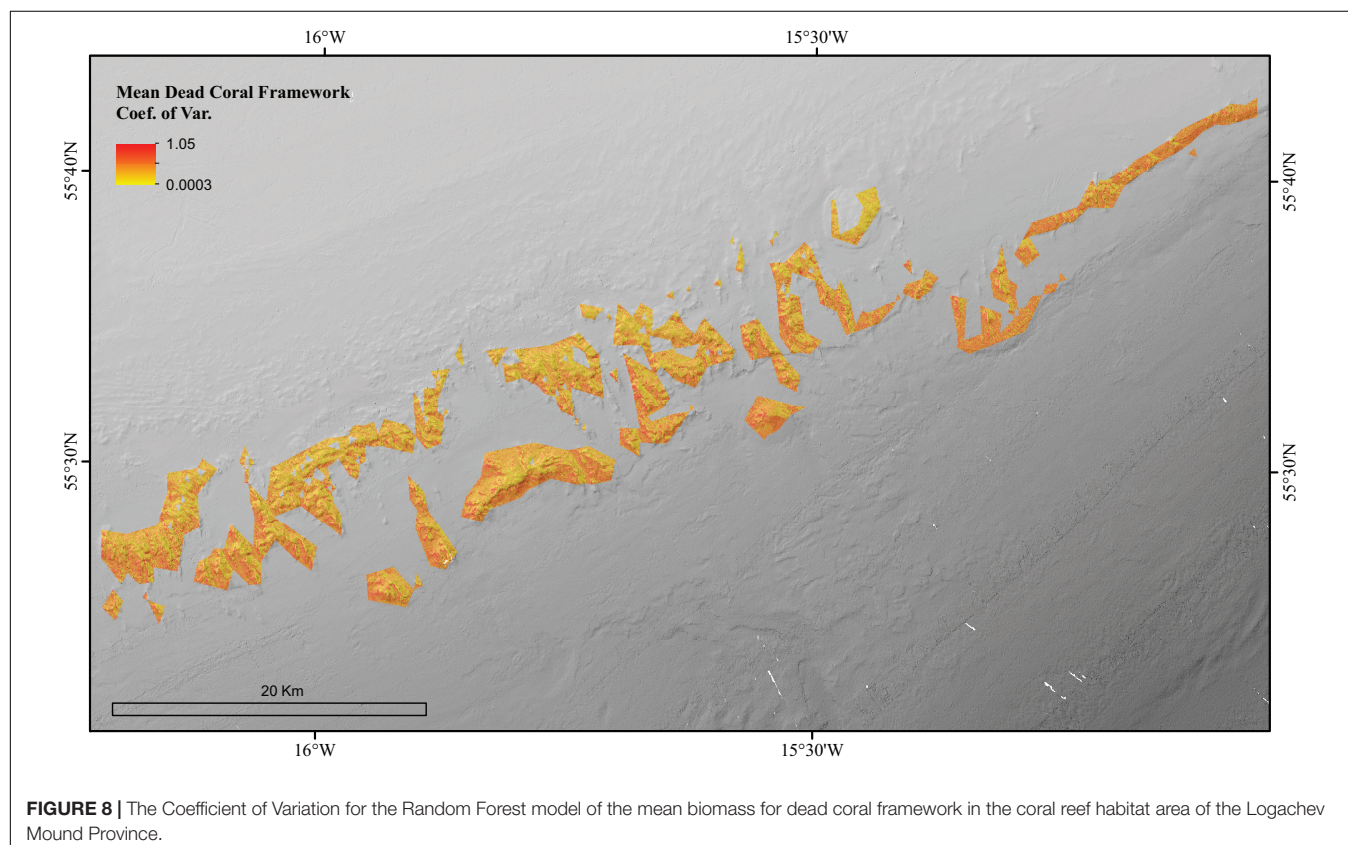 16°W
15°30'W
Mean Dead Coral Framework
Coef. of Var.
1.05
0.0003
55°40'N
55°40'N
55°30'N
55°30'N
20 Km
16°W
15°30'W
FIGURE 8 | The Coefficient of Variation for the Random Forest model of the mean biomass for dead coral framework in the coral reef habitat area of the Logachev
Mound Province.